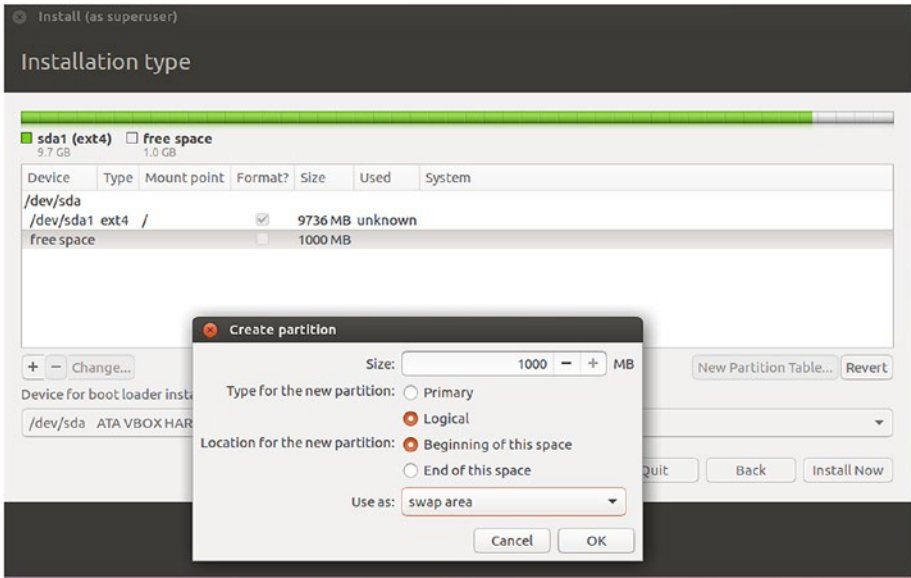 Install (as superuser)
Installation type
sda1 (ext4) free space
9.7 GB 1.0 GB
Device Type Mount point Format? Size Used System
/dev/sda
/dev/sda1 ext4 / 9736 MB unknown
free space 1000 MB
Create partition
Size: 1000 − + MB
+ − Change... New Partition Table... Revert
Type for the new partition: Primary
Device for boot loader
Logical
/dev/sda ATA VBOX
Location for the new partition: Beginning of this space
End of this space
Back Install Now
Use as: swap area
Cancel OK